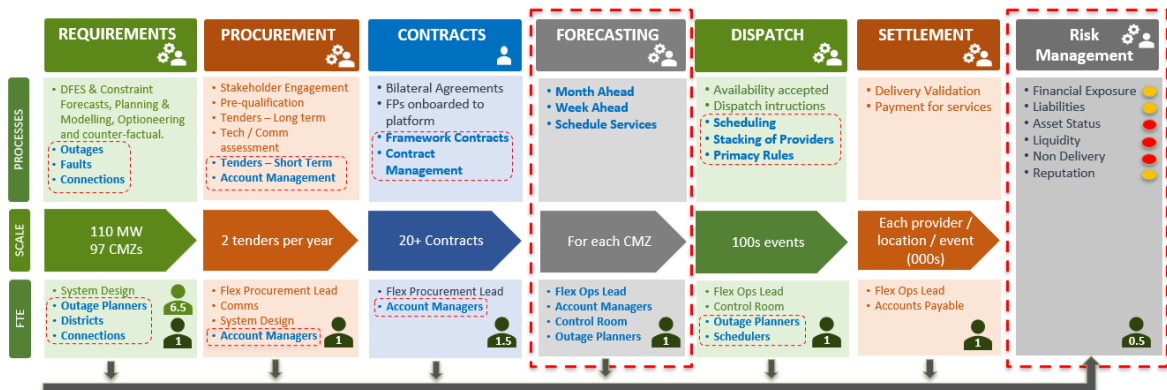 REQUIREMENTS
PROCUREMENT
CONTRACTS
FORECASTING
DISPATCH
SETTLEMENT
Risk
Management
PROCESSES
• DFES & Constraint
Forecasts, Planning &
Modelling, Optioneering
and counter-factual.
• Outages
• Faults
• Connections
• Stakeholder Engagement
• Pre-qualification
• Tenders – Long term
• Tech / Comm
assessment
• Tenders – Short Term
• Account Management
• Bilateral Agreements
• FPs onboarded to
platform
• Framework Contracts
• Contract
Management
• Month Ahead
• Week Ahead
• Schedule Services
• Availability accepted
• Dispatch intructions
• Scheduling
• Stacking of Providers
• Primacy Rules
• Delivery Validation
• Payment for services
• Financial Exposure
• Liabilities
• Asset Status
• Liquidity
• Non Delivery
• Reputation
SCALE
110 MW
97 CMZs
2 tenders per year
20+ Contracts
For each CMZ
100s events
Each provider /
location / event
(000s)
FTE
• System Design
• Outage Planners
• Districts
• Connections
6.5
1
• Flex Procurement Lead
• Comms
• System Design
• Account Managers
1
• Flex Procurement Lead
• Account Managers
1.5
• Flex Ops Lead
• Account Managers
• Control Room
• Outage Planners
1
• Flex Ops Lead
• Control Room
• Outage Planners
• Schedulers
1
• Flex Ops Lead
• Accounts Payable
1
0.5